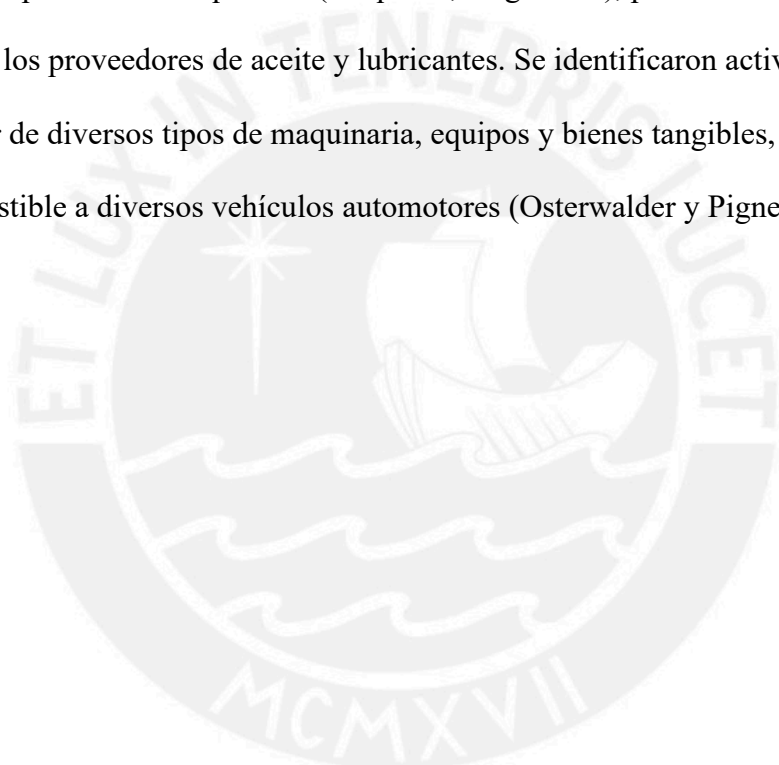 los proveedores de aceite y lubricantes. Se identificaron activ
de diversos tipos de maquinaria, equipos y bienes tangibles,
stible a diversos vehículos automotores (Osterwalder y Pigne
ET LUX IN TENEBRIS LUCET
MCMXVII